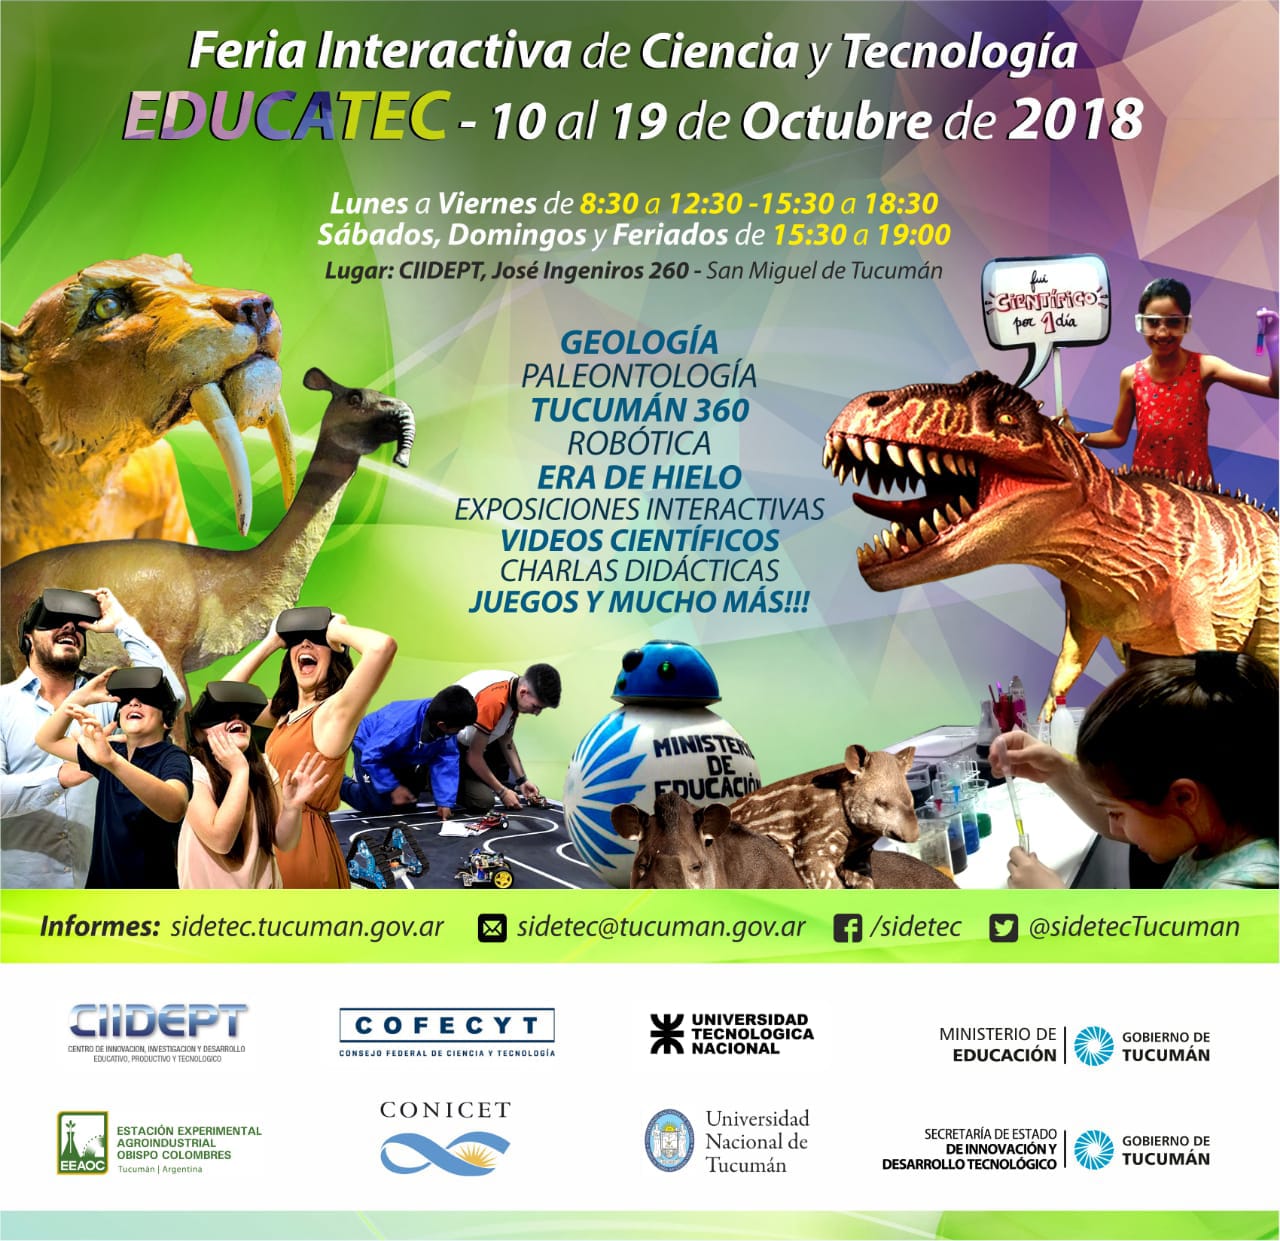 Feria Interactiva de Ciencia y Tecnología
EDUCATEC - 10 al 19 de Octubre de 2018
Lunes a Viernes de 8:30 a 12:30 -15:30 a 18:30
Sábados, Domingos y Feriados de 15:30 a 19:00
Lugar: CIIDEPT, José Ingeniros 260 - San Miguel de Tucumán
fui
CIENTÍFICO
por 1 día
GEOLOGÍA
PALEONTOLOGÍA
TUCUMÁN 360
ROBÓTICA
ERA DE HIELO
EXPOSICIONES INTERACTIVAS
VIDEOS CIENTÍFICOS
CHARLAS DIDÁCTICAS
JUEGOS Y MUCHO MÁS!!!
MINISTERI
DE
EDUCACIÓN
Informes: sidetec.tucuman.gov.ar sidetec@tucuman.gov.ar /sidetec @sidetecTucuman
CIIDEPT
CENTRO DE INNOVACION, INVESTIGACION Y DESARROLLO
EDUCATIVO, PRODUCTIVO Y TECNOLOGICO
COFECYT
CONSEJO FEDERAL DE CIENCIA Y TECNOLOGÍA
UNIVERSIDAD
TECNOLOGICA
NACIONAL
MINISTERIO DE
EDUCACIÓN
GOBIERNO DE
TUCUMÁN
EEAOC
ESTACIÓN EXPERIMENTAL
AGROINDUSTRIAL
OBISPO COLOMBRES
Tucumán | Argentina
CONICET
Universidad
Nacional de
Tucumán
SECRETARÍA DE ESTADO
DE INNOVACIÓN Y
DESARROLLO TECNOLÓGICO
GOBIERNO DE
TUCUMÁN